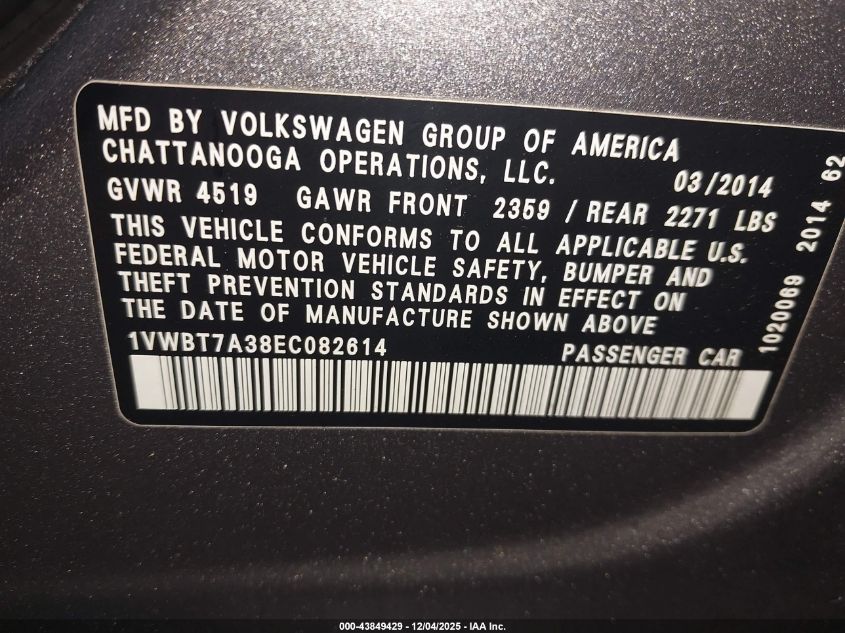 MFD BY VOLKSWAGEN GROUP OF AMERICA
CHATTANOOGA OPERATIONS, LLC. 03/2014
GVWR 4519 GAWR FRONT 2359 / REAR 2271 LBS
THIS VEHICLE CONFORMS TO ALL APPLICABLE U.S.
FEDERAL MOTOR VEHICLE SAFETY, BUMPER AND
THEFT PREVENTION STANDARDS IN EFFECT ON
THE DATE OF MANUFACTURE SHOWN ABOVE
1VWBT7A38EC082614 PASSENGER CAR
1020069 2014 62
000-43849429 - 12/04/2025 - IAA Inc.